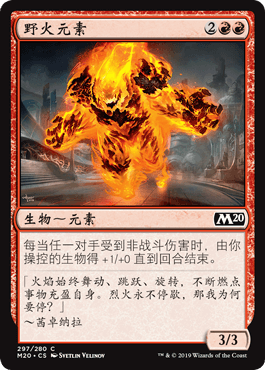 野火元素 2
生物~元素 M20
每当任一对手受到非战斗伤害时，由你
操控的生物得 +1/+0 直到回合结束。
「火焰始终舞动、跳跃、旋转，不断燃点
事物充盈自身。烈火永不停歇，那我为何
要停？」
~茜卓纳拉
3/3
297/280 C
M20 • CS SVETLIN VELINOV
™ & © 2019 Wizards of the Coast